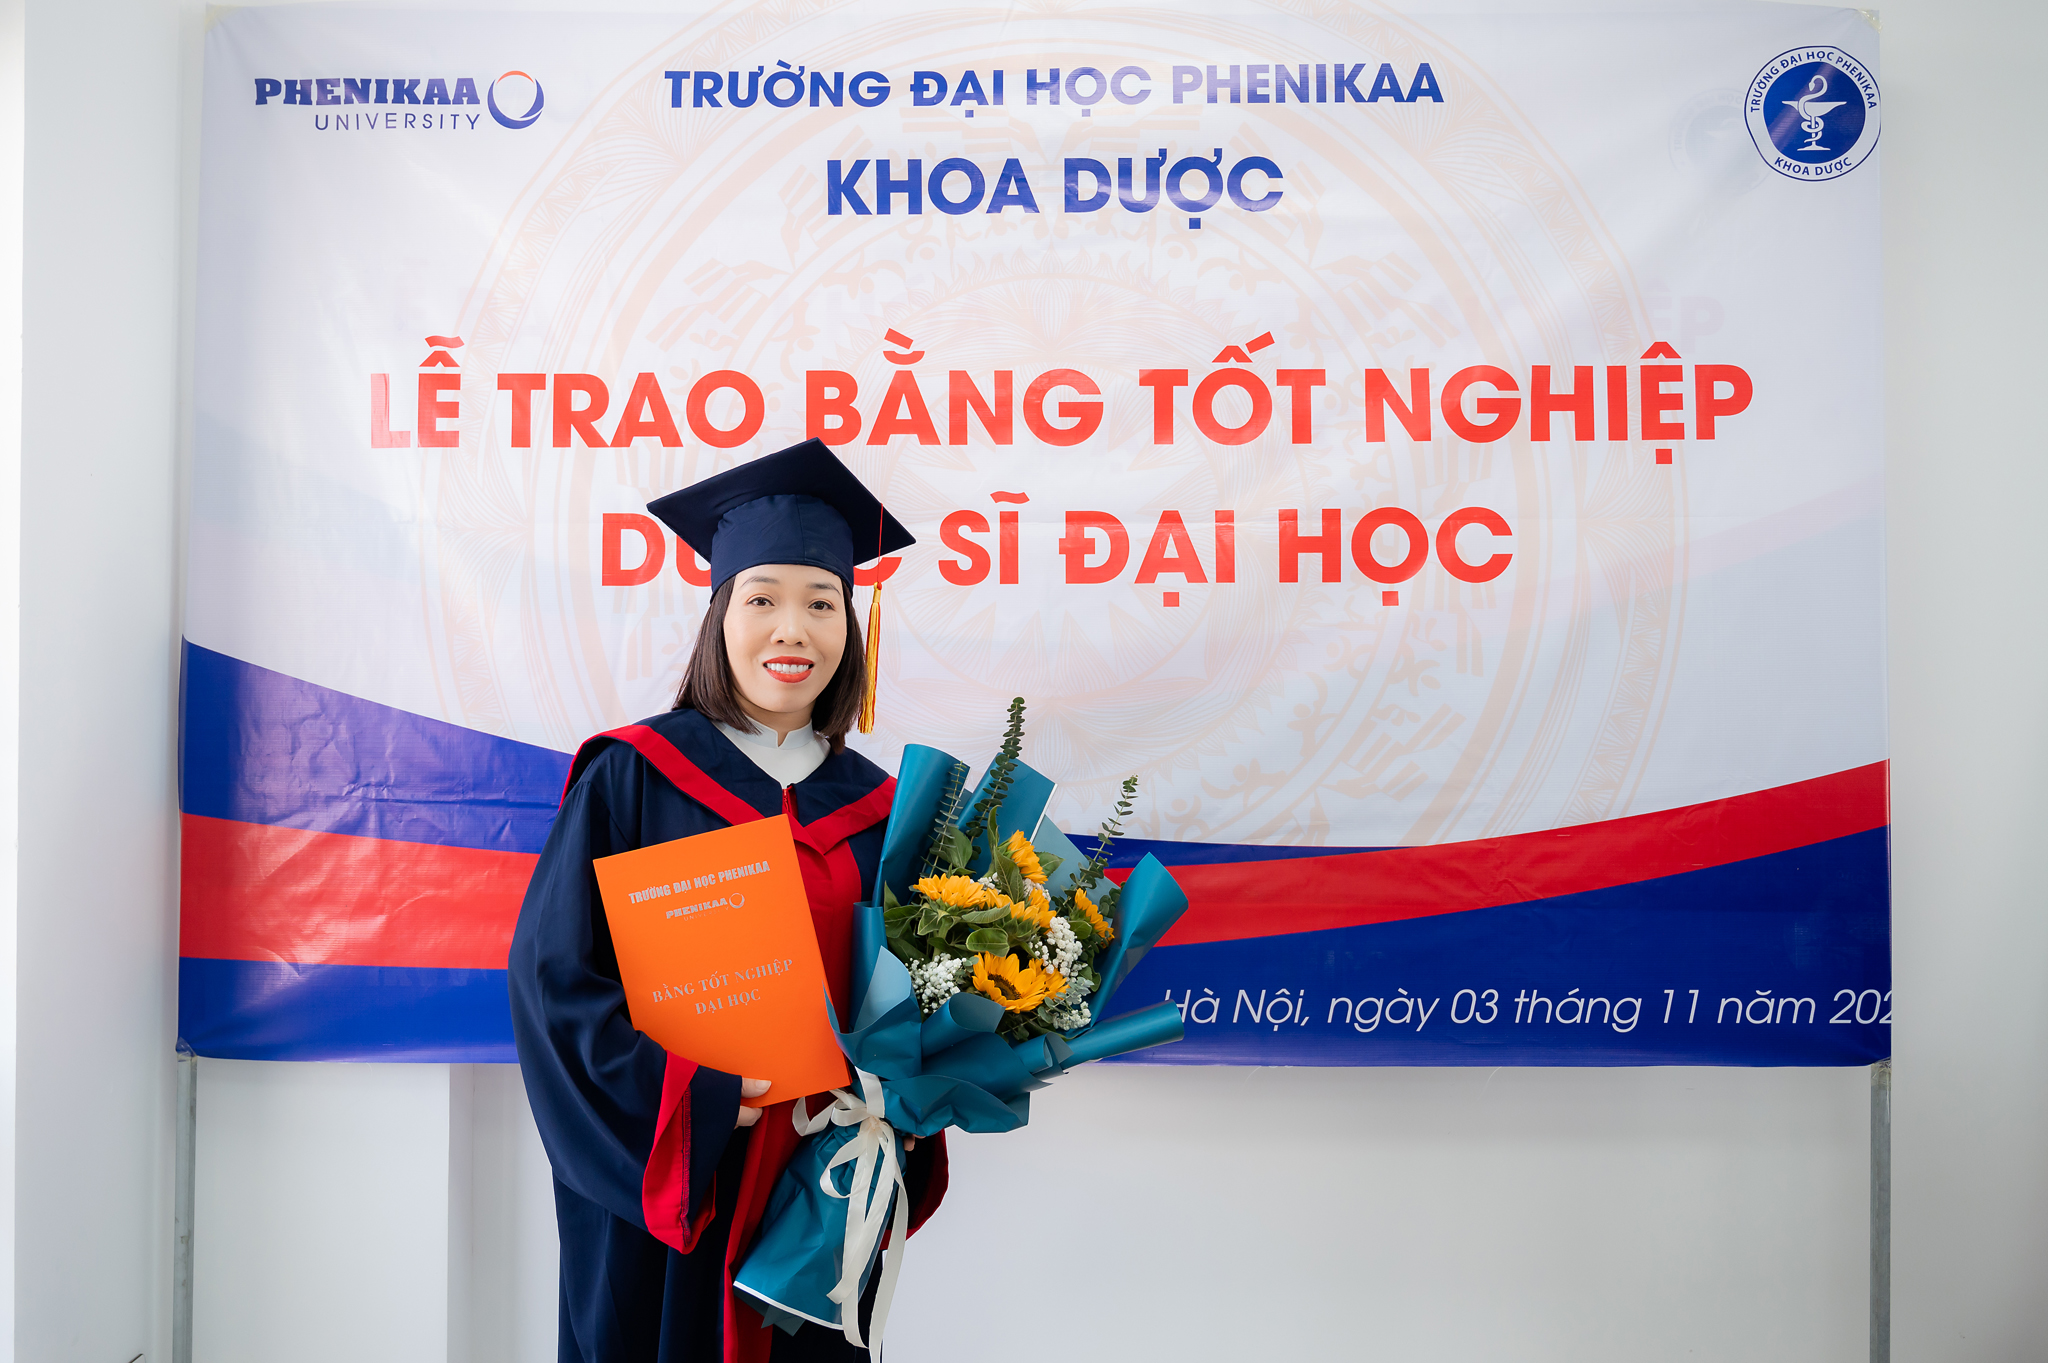 PHENIKAA
UNIVERSITY
TRƯỜNG ĐẠI HỌC PHENIKAA
KHOA DƯỢC
TRƯỜNG ĐẠI HỌC PHENIKAA
KHOA DƯỢC
LỄ TRAO BẰNG TỐT NGHIỆP
SĨ ĐẠI HỌC
TRƯỜNG ĐẠI HỌC PHENIKAA
PHENIKAA
BẰNG TỐT NGHIỆP
ĐẠI HỌC
Hà Nội, ngày 03 tháng 11 năm